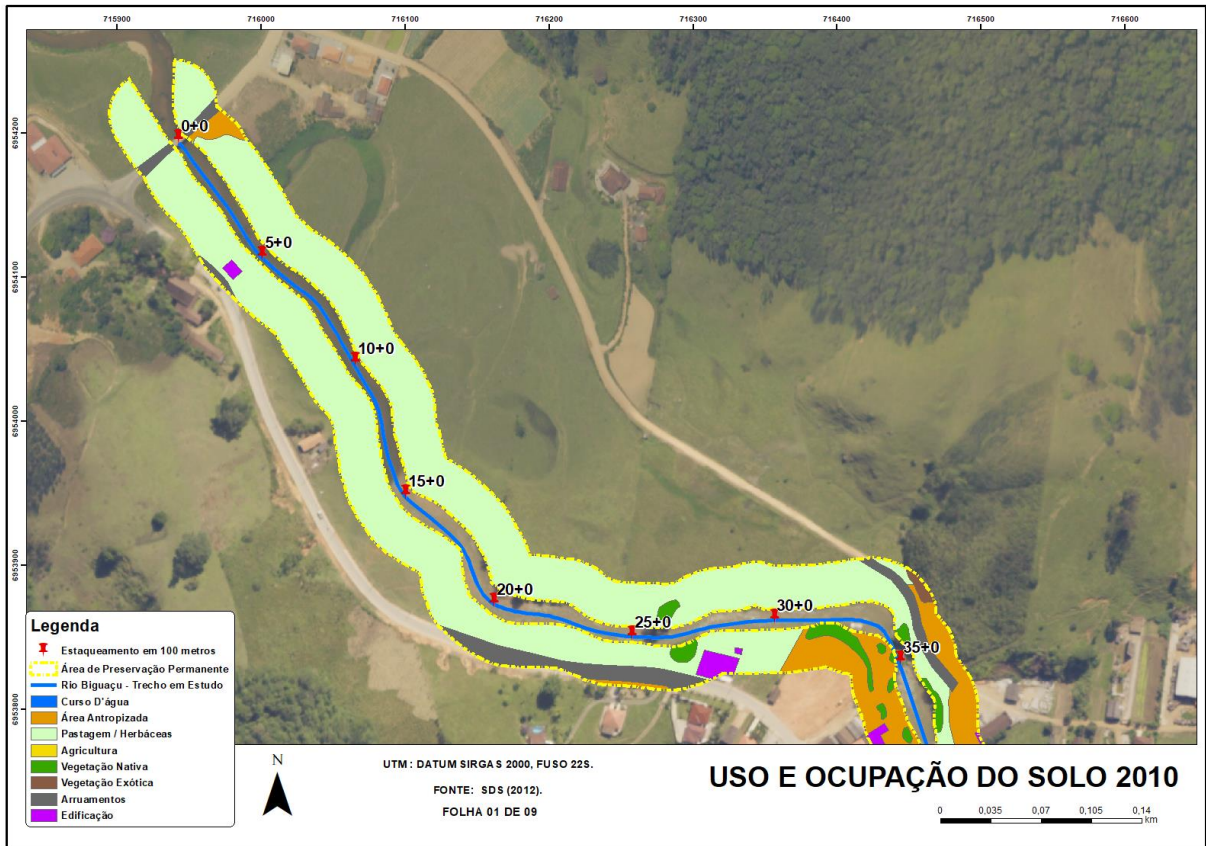 715900 716000 716100 716200 716300 716400 716500 716600
6954200
6954100
6954000
6953900
6953800
0+0
5+0
10+0
15+0
20+0
25+0
30+0
35+0
Legenda
Estaqueamento em 100 metros
Área de Preservação Permanente
Rio Biguaçu - Trecho em Estudo
Curso D'água
Área Antropizada
Pastagem / Herbáceas
Agricultura
Vegetação Nativa
Vegetação Exótica
Arruamentos
Edificação
N
UTM: DATUM SIRGAS 2000, FUSO 22S.
FONTE: SDS (2012).
FOLHA 01 DE 09
USO E OCUPAÇÃO DO SOLO 2010
0 0,035 0,07 0,105 0,14
km